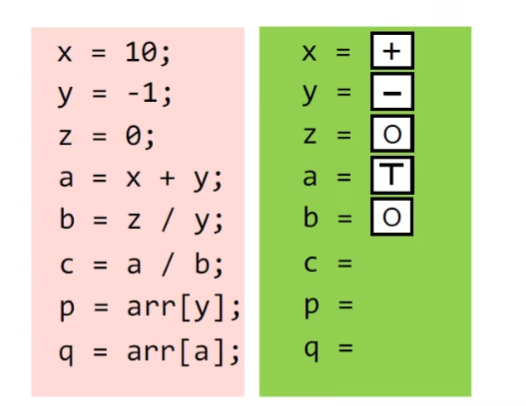 x = 10;
y = -1;
z = 0;
a = x + y;
b = z / y;
c = a / b;
p = arr[y];
q = arr[a];
x = +
y = −
z = O
a = T
b = O
c =
p =
q =